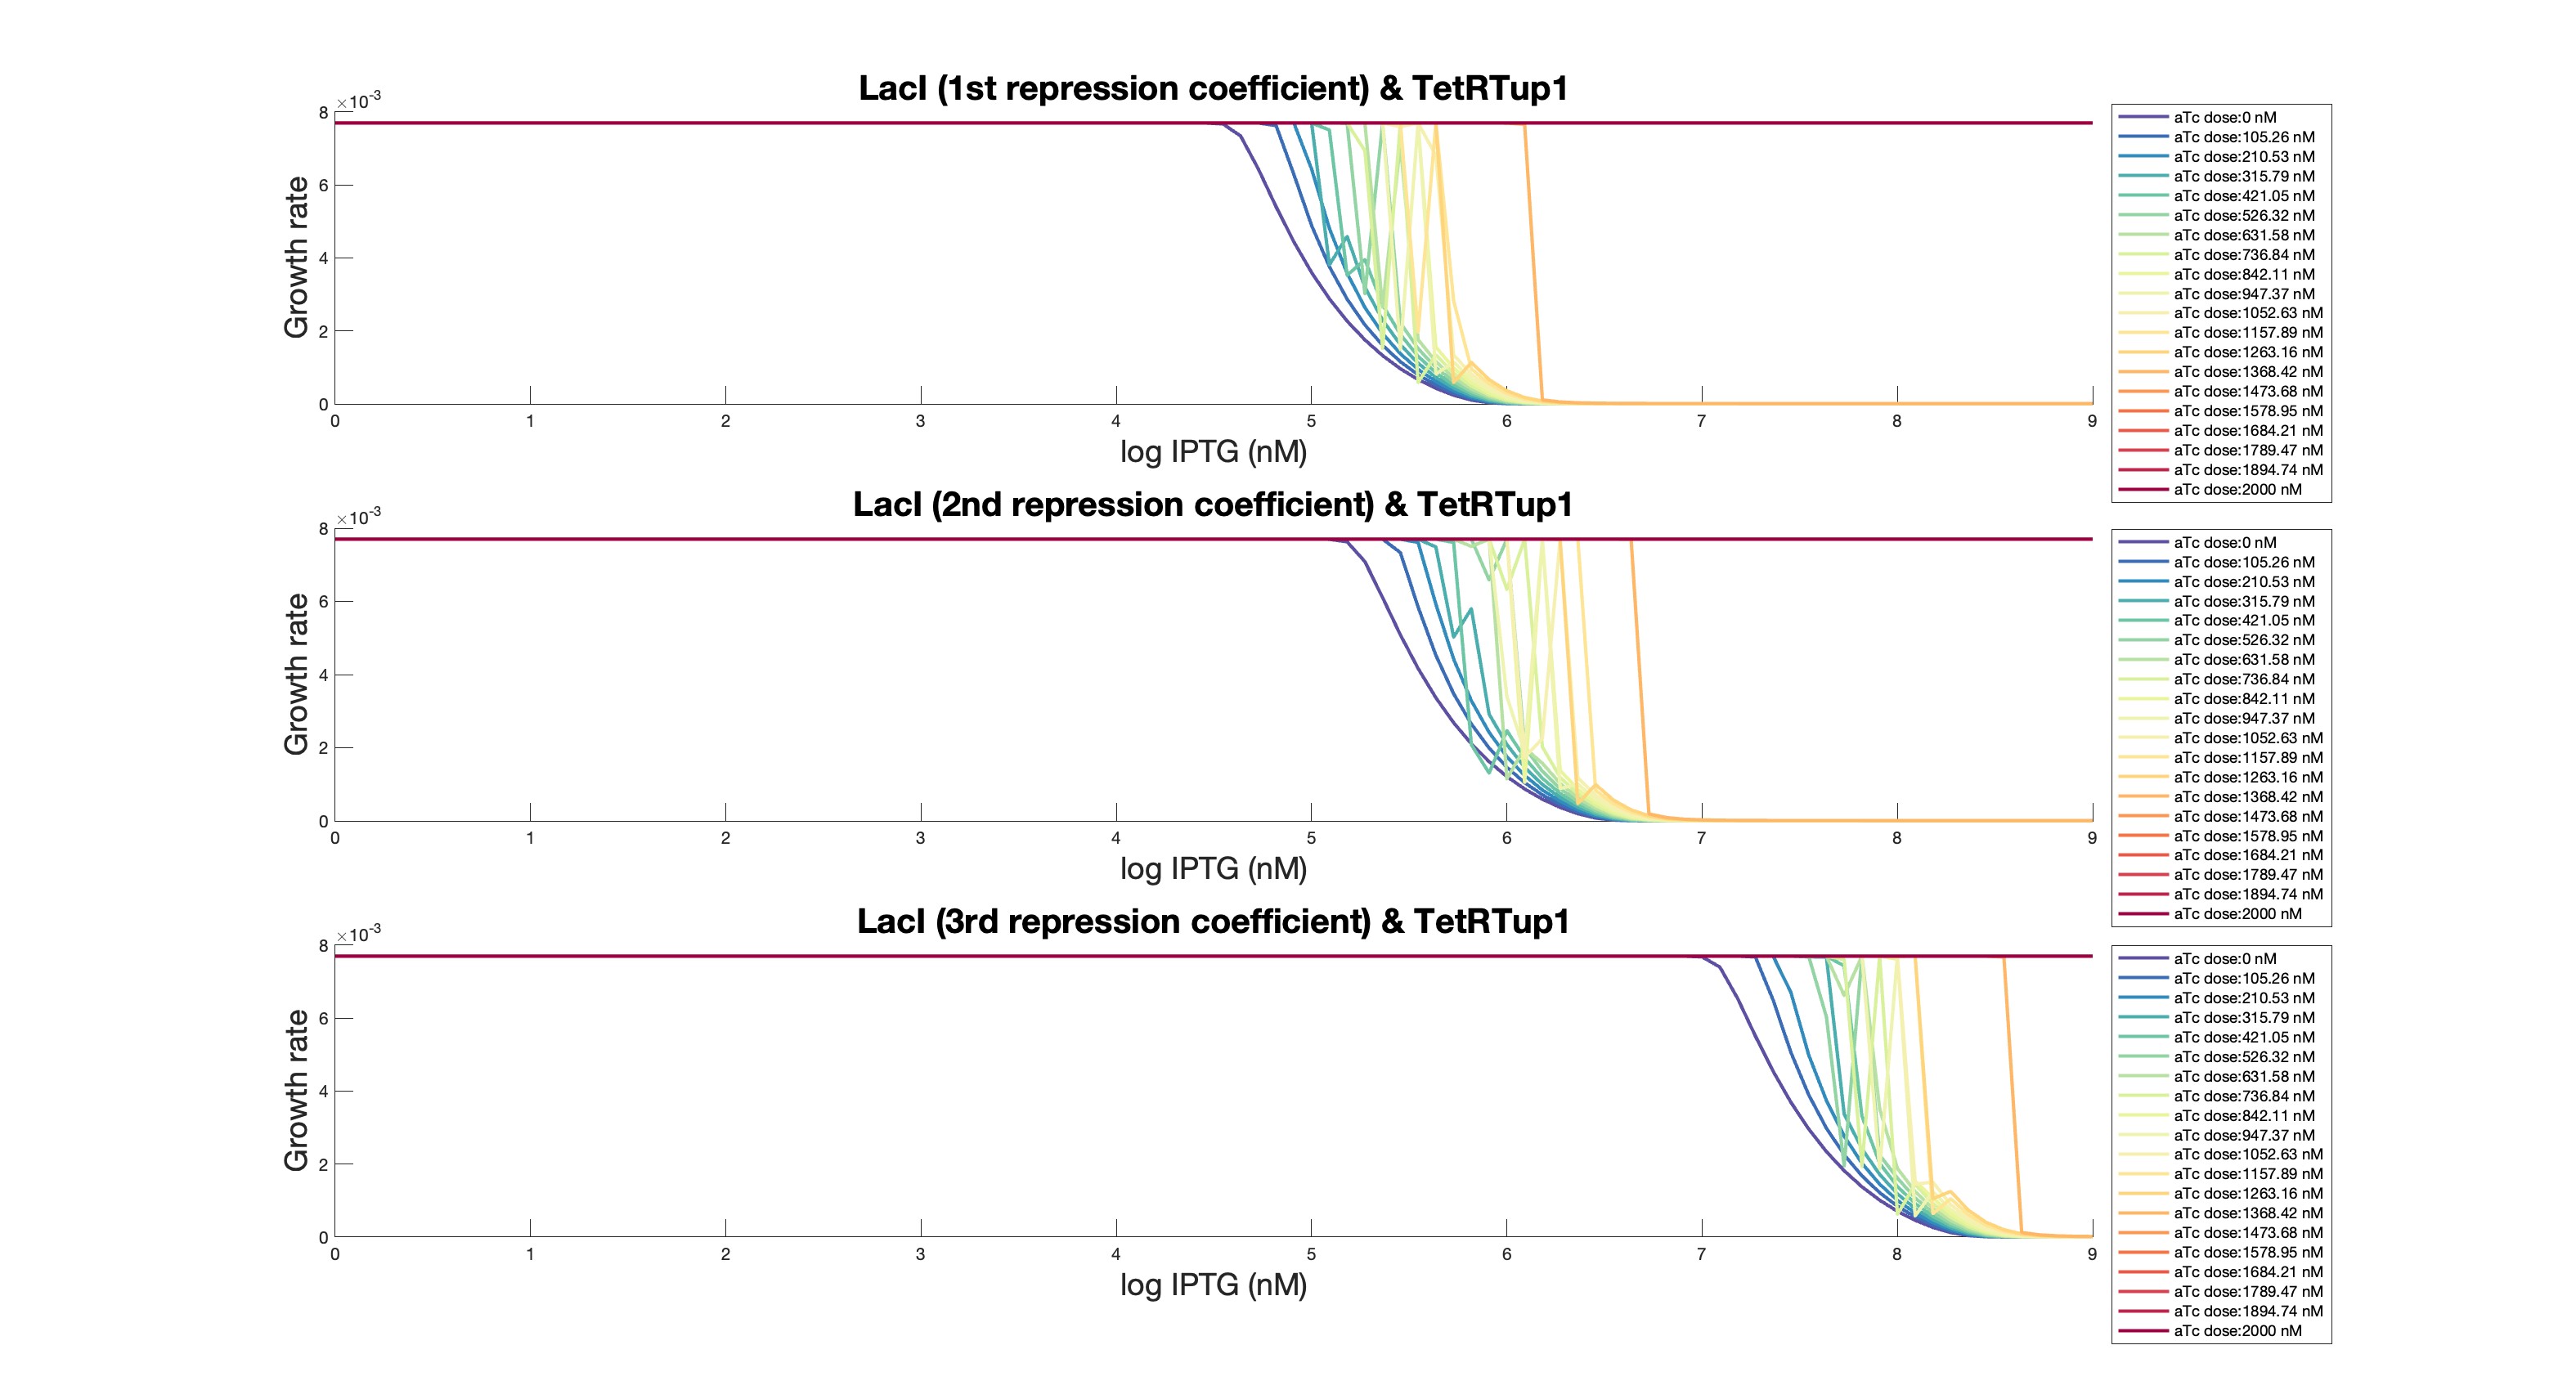 LacI (1st repression coefficient) & TetRTup1
×10-3
8
6
4
2
0
Growth rate
0 1 2 3 4 5 6 7 8 9
log IPTG (nM)
aTc dose:0 nM
aTc dose:105.26 nM
aTc dose:210.53 nM
aTc dose:315.79 nM
aTc dose:421.05 nM
aTc dose:526.32 nM
aTc dose:631.58 nM
aTc dose:736.84 nM
aTc dose:842.11 nM
aTc dose:947.37 nM
aTc dose:1052.63 nM
aTc dose:1157.89 nM
aTc dose:1263.16 nM
aTc dose:1368.42 nM
aTc dose:1473.68 nM
aTc dose:1578.95 nM
aTc dose:1684.21 nM
aTc dose:1789.47 nM
aTc dose:1894.74 nM
aTc dose:2000 nM
LacI (2nd repression coefficient) & TetRTup1
×10-3
8
6
4
2
0
Growth rate
0 1 2 3 4 5 6 7 8 9
log IPTG (nM)
aTc dose:0 nM
aTc dose:105.26 nM
aTc dose:210.53 nM
aTc dose:315.79 nM
aTc dose:421.05 nM
aTc dose:526.32 nM
aTc dose:631.58 nM
aTc dose:736.84 nM
aTc dose:842.11 nM
aTc dose:947.37 nM
aTc dose:1052.63 nM
aTc dose:1157.89 nM
aTc dose:1263.16 nM
aTc dose:1368.42 nM
aTc dose:1473.68 nM
aTc dose:1578.95 nM
aTc dose:1684.21 nM
aTc dose:1789.47 nM
aTc dose:1894.74 nM
aTc dose:2000 nM
LacI (3rd repression coefficient) & TetRTup1
×10-3
8
6
4
2
0
Growth rate
0 1 2 3 4 5 6 7 8 9
log IPTG (nM)
aTc dose:0 nM
aTc dose:105.26 nM
aTc dose:210.53 nM
aTc dose:315.79 nM
aTc dose:421.05 nM
aTc dose:526.32 nM
aTc dose:631.58 nM
aTc dose:736.84 nM
aTc dose:842.11 nM
aTc dose:947.37 nM
aTc dose:1052.63 nM
aTc dose:1157.89 nM
aTc dose:1263.16 nM
aTc dose:1368.42 nM
aTc dose:1473.68 nM
aTc dose:1578.95 nM
aTc dose:1684.21 nM
aTc dose:1789.47 nM
aTc dose:1894.74 nM
aTc dose:2000 nM